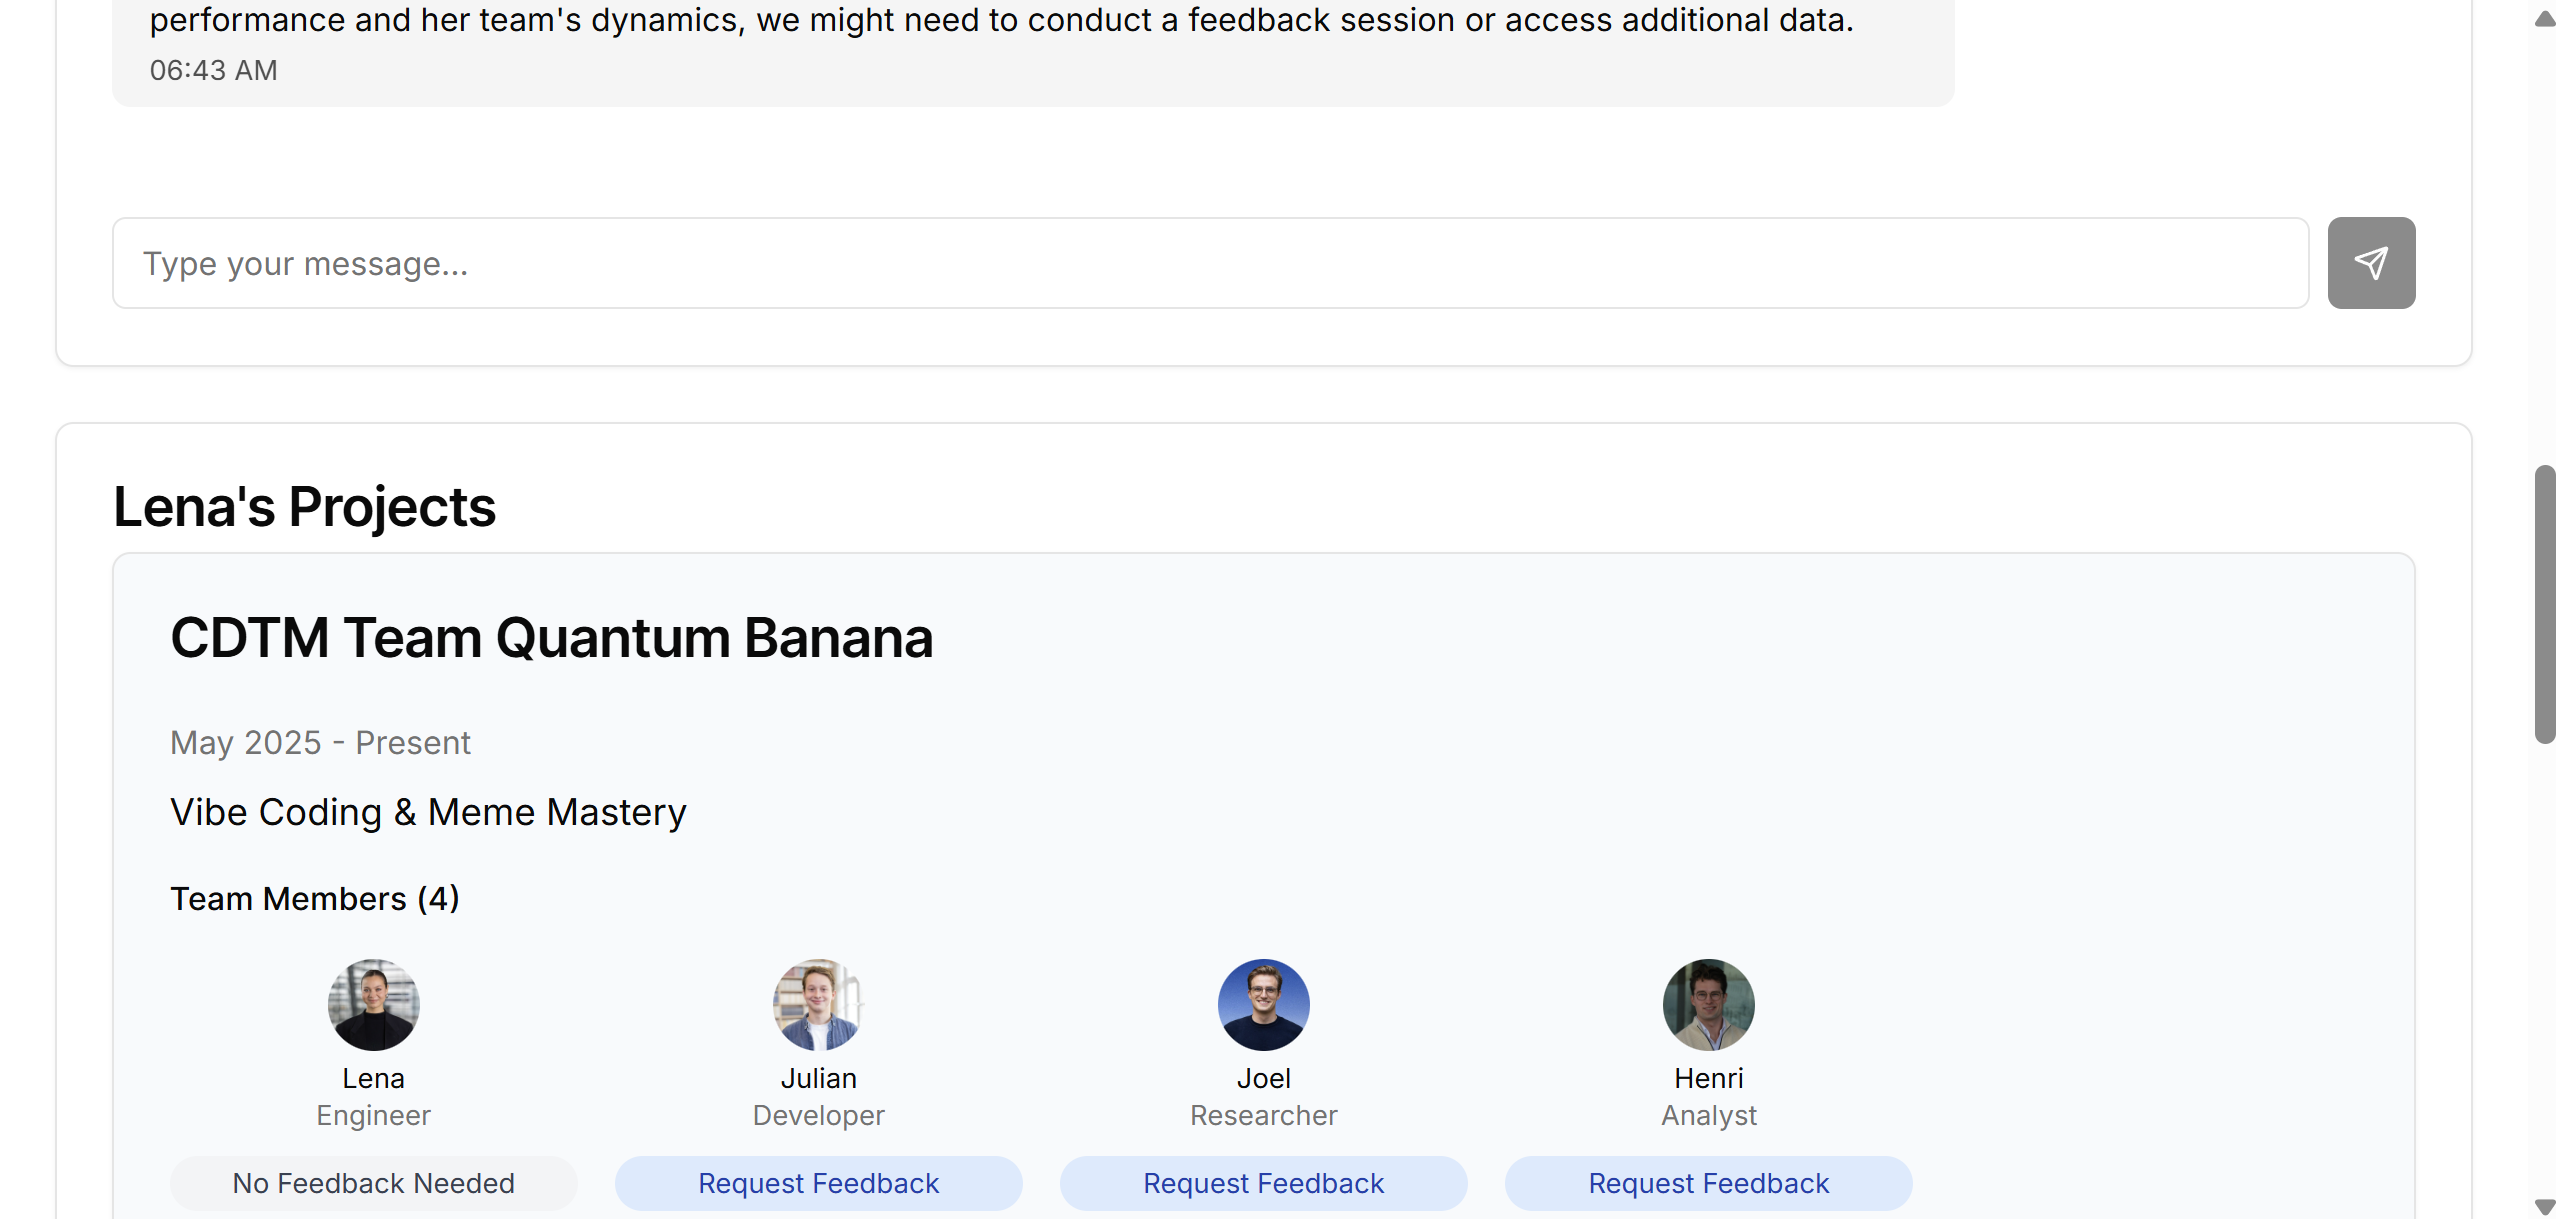 performance and her team's dynamics, we might need to conduct a feedback session or access additional data.
06:43 AM
Type your message...
Lena's Projects
CDTM Team Quantum Banana
May 2025 - Present
Vibe Coding & Meme Mastery
Team Members (4)
Lena
Engineer
No Feedback Needed
Julian
Developer
Request Feedback
Joel
Researcher
Request Feedback
Henri
Analyst
Request Feedback